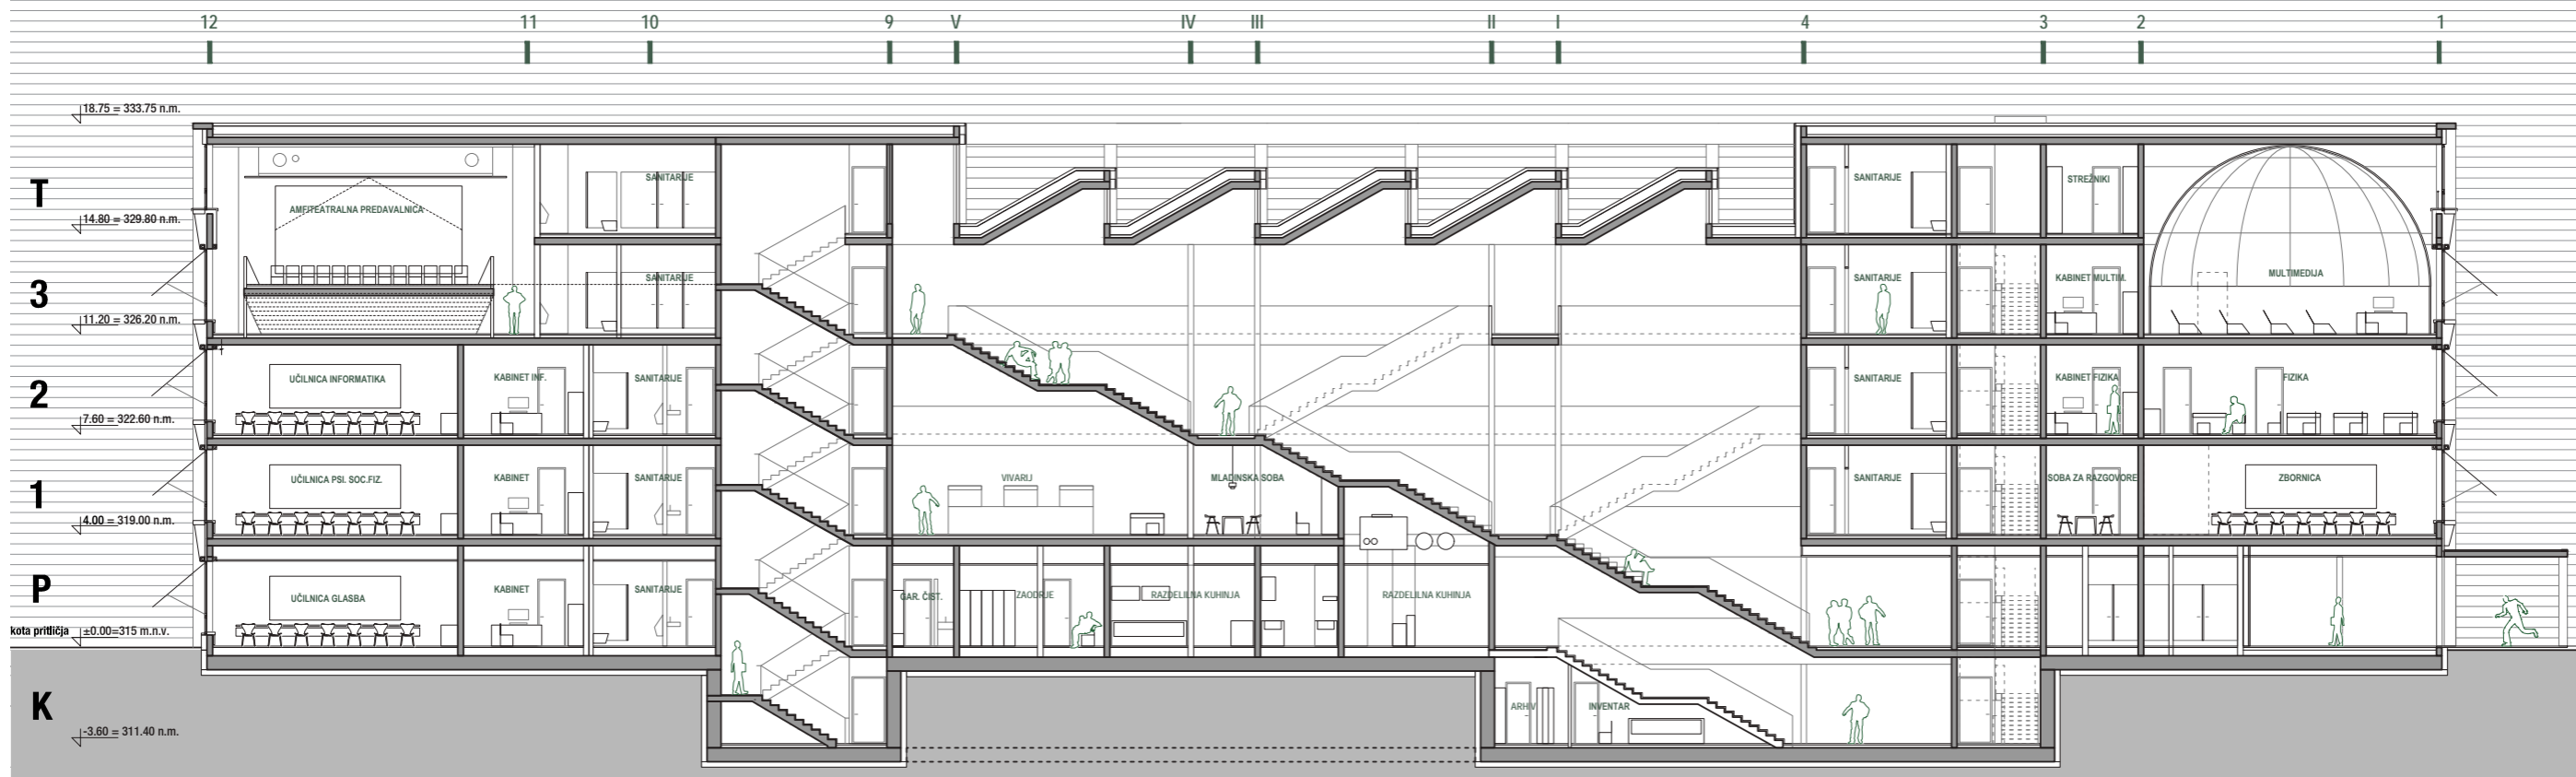 12 11 10 9 V IV III II I 4 3 2 1
18.75 = 333.75 n.m.
T
SANITARIJE
SANITARIJE
STREŽNIKI
AMFITEATRALNA PREDAVALNICA
14.80 = 329.80 n.m.
3
SANITARIJE
SANITARIJE
KABINET MULTIM.
MULTIMEDIJA
11.20 = 326.20 n.m.
2
UČILNICA INFORMATIKA
KABINET INF.
SANITARIJE
SANITARIJE
KABINET FIZIKA
FIZIKA
7.60 = 322.60 n.m.
1
UČILNICA PSI. SOC.FIZ.
KABINET
SANITARIJE
VIVARIJ
MLADINSKA SOBA
SANITARIJE
SOBA ZA RAZGOVORE
ZBORNICA
4.00 = 319.00 n.m.
P
UČILNICA GLASBA
KABINET
SANITARIJE
GAR. ČIST.
ZAODRJE
RAZDELILNA KUHINJA
RAZDELILNA KUHINJA
kota pritličja ±0.00=315 m.n.v.
K
ARHIV
INVENTAR
-3.60 = 311.40 n.m.